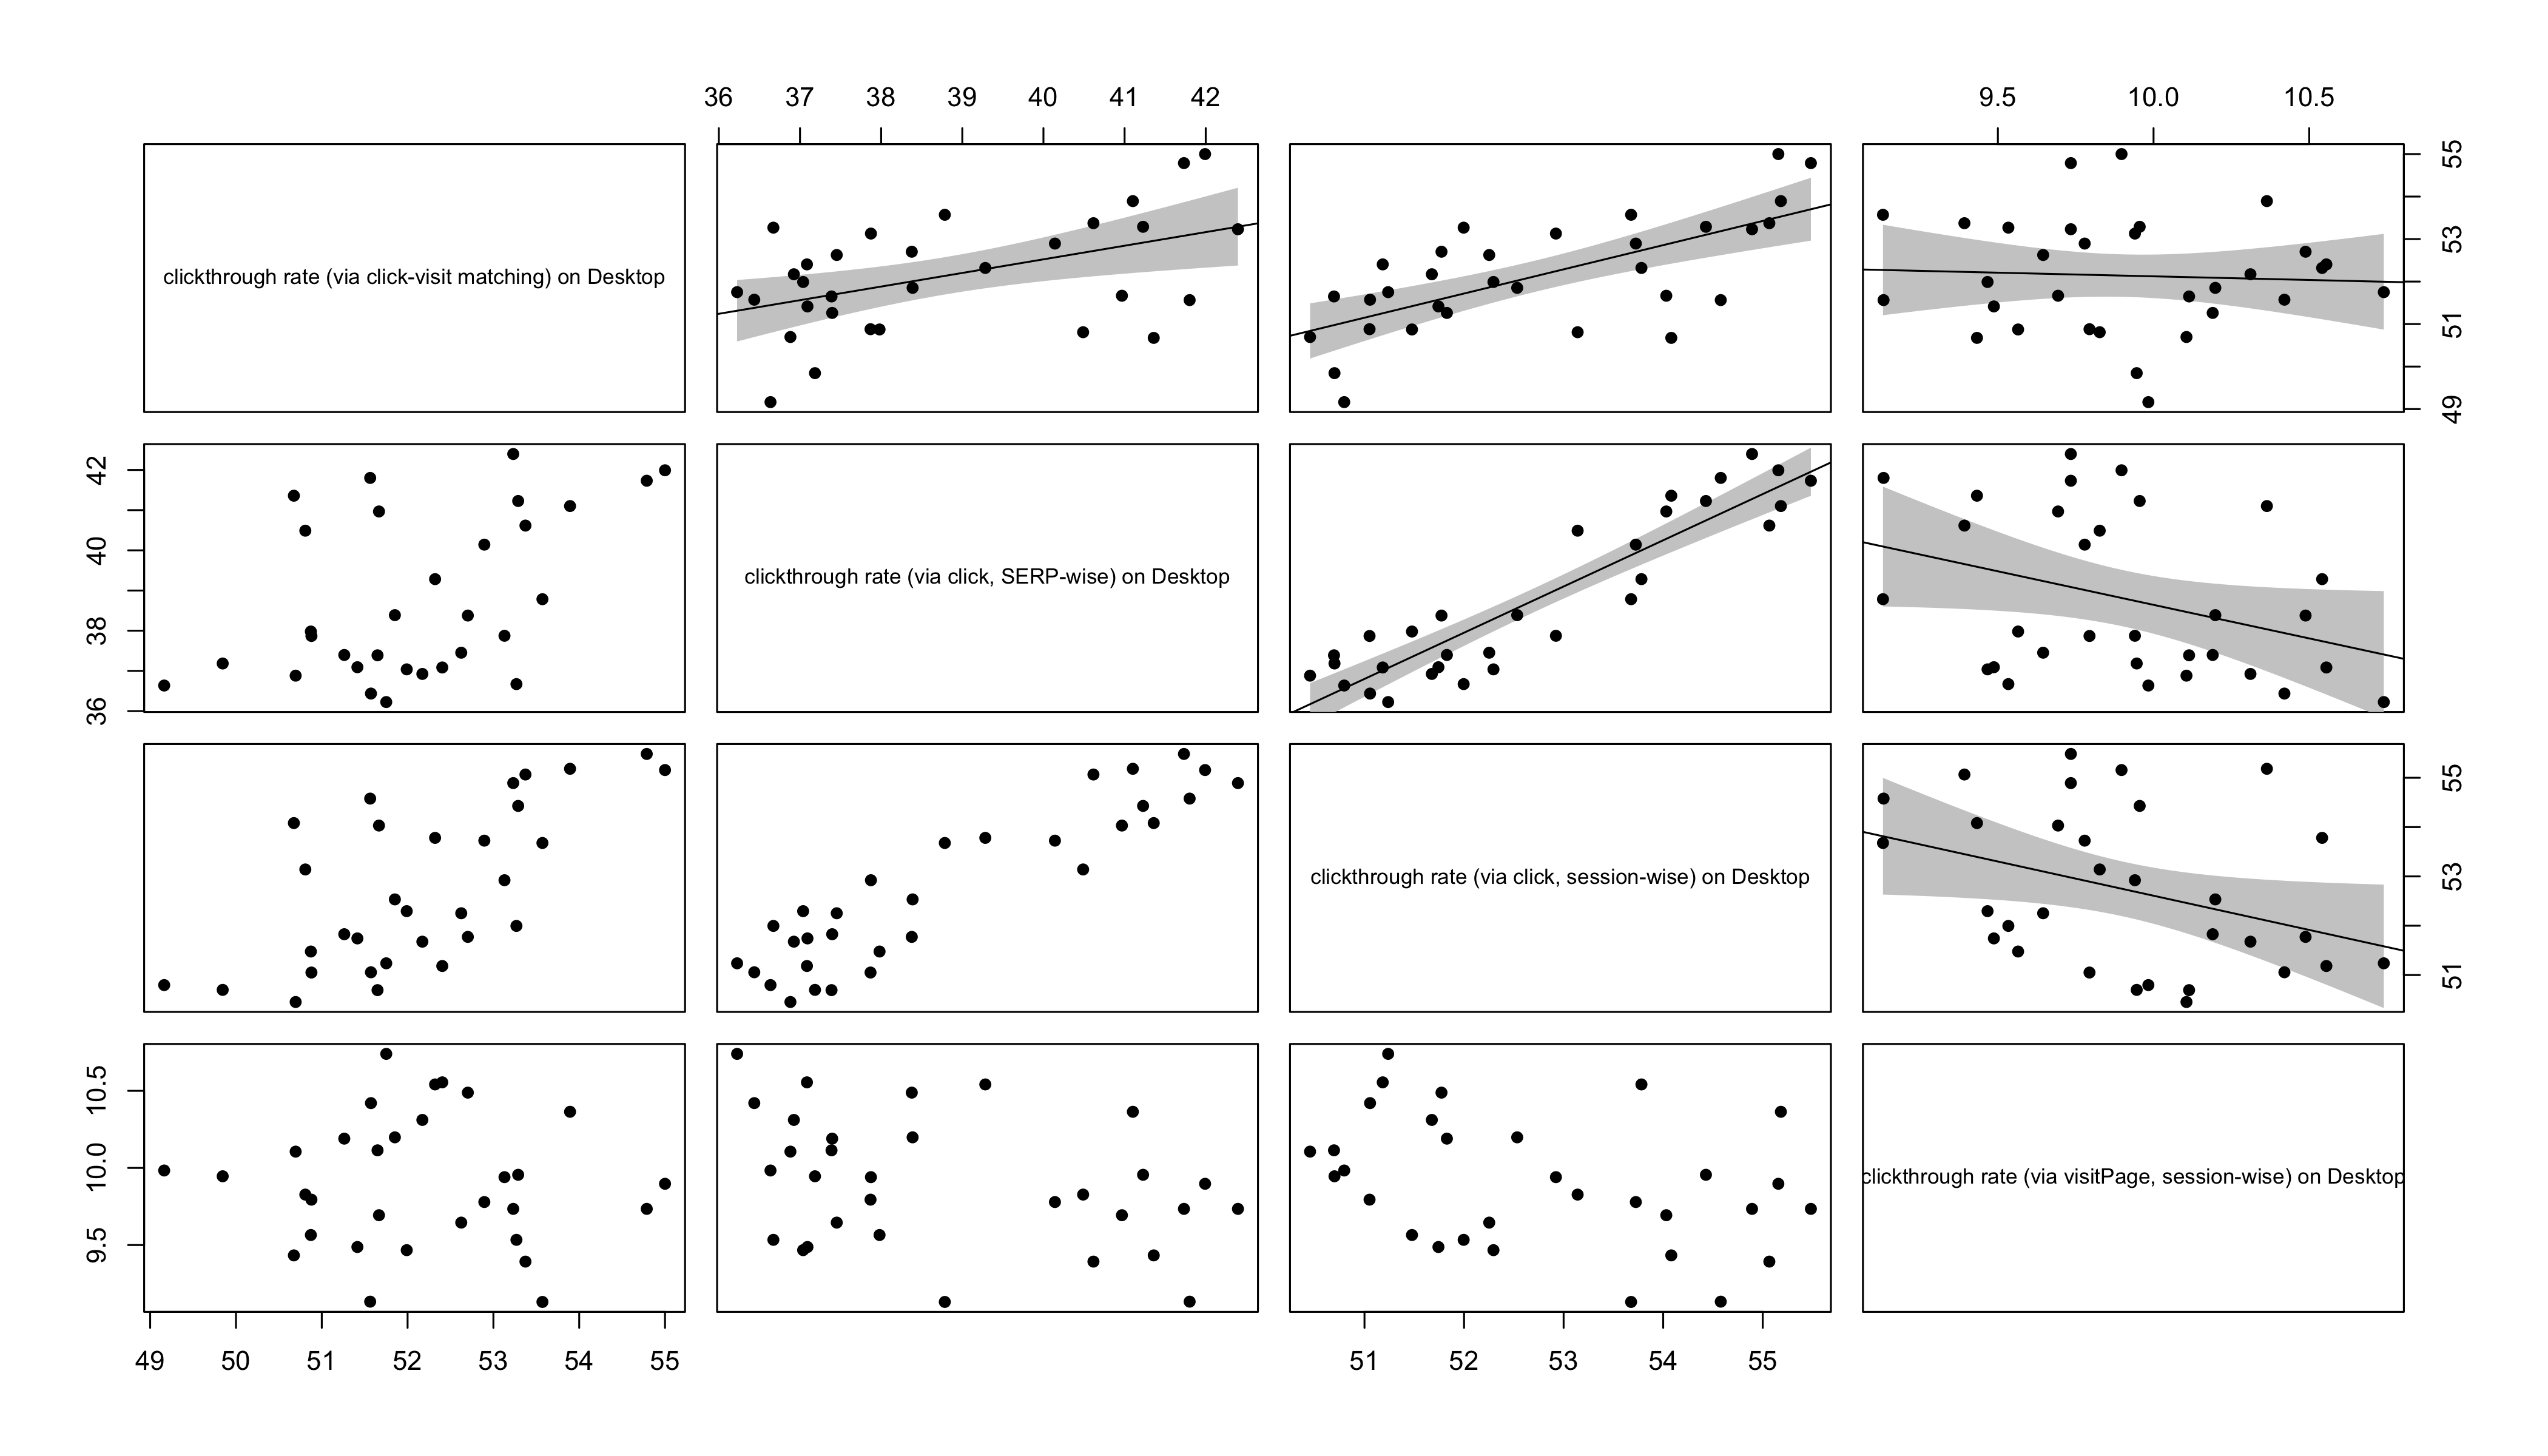 36 37 38 39 40 41 42
9.5 10.0 10.5
clickthrough rate (via click-visit matching) on Desktop
49 51 53 55
36 38 40 42
clickthrough rate (via click, SERP-wise) on Desktop
clickthrough rate (via click, session-wise) on Desktop
51 53 55
9.5 10.0 10.5
clickthrough rate (via visitPage, session-wise) on Desktop
49 50 51 52 53 54 55
51 52 53 54 55